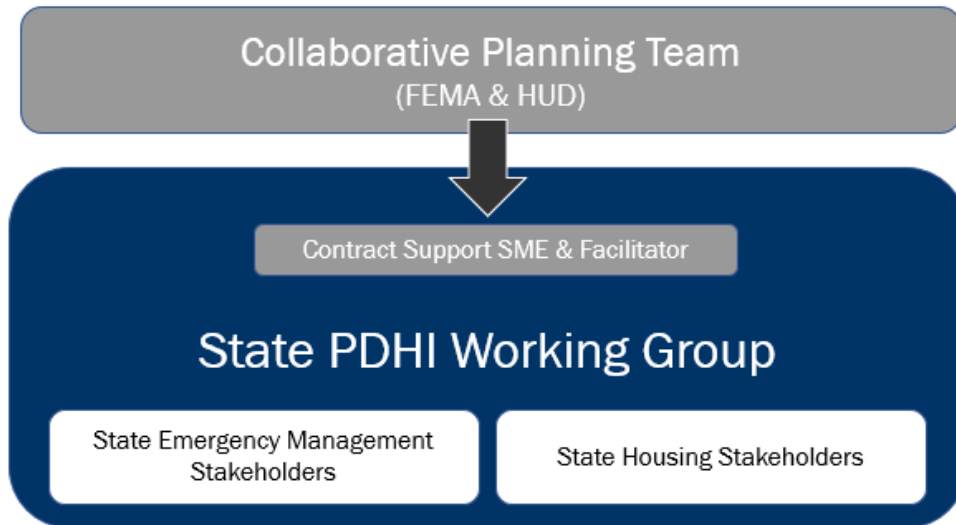 Collaborative Planning Team
(FEMA & HUD)
Contract Support SME & Facilitator
State PDHI Working Group
State Emergency Management
Stakeholders
State Housing Stakeholders